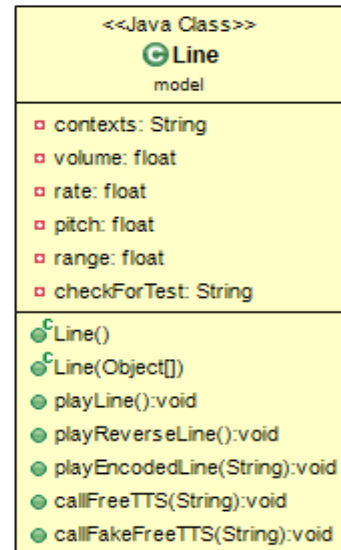 <<Java Class>>
Line
model
contexts: String
volume: float
rate: float
pitch: float
range: float
checkForTest: String
Line()
Line(Object[])
playLine():void
playReverseLine():void
playEncodedLine(String):void
callFreeTTS(String):void
callFakeFreeTTS(String):void